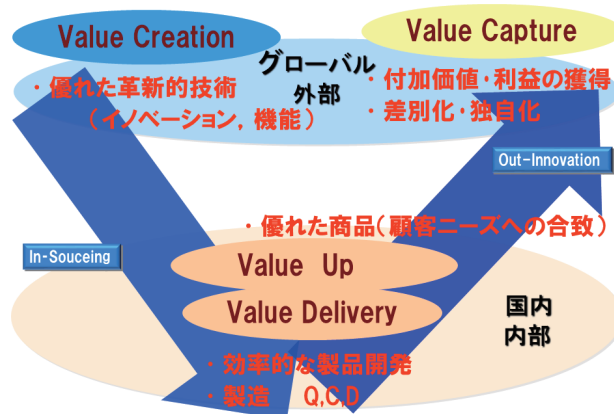 Value Creation
Value Capture
グローバル
外部
・優れた革新的技術
（イノベーション，機能）
・付加価値・利益の獲得
・差別化・独自化
Out-Innovation
・優れた商品（顧客ニーズへの合致）
In-Souceing
Value Up
Value Delivery
国内
内部
・効率的な製品開発
・製造 Q,C,D